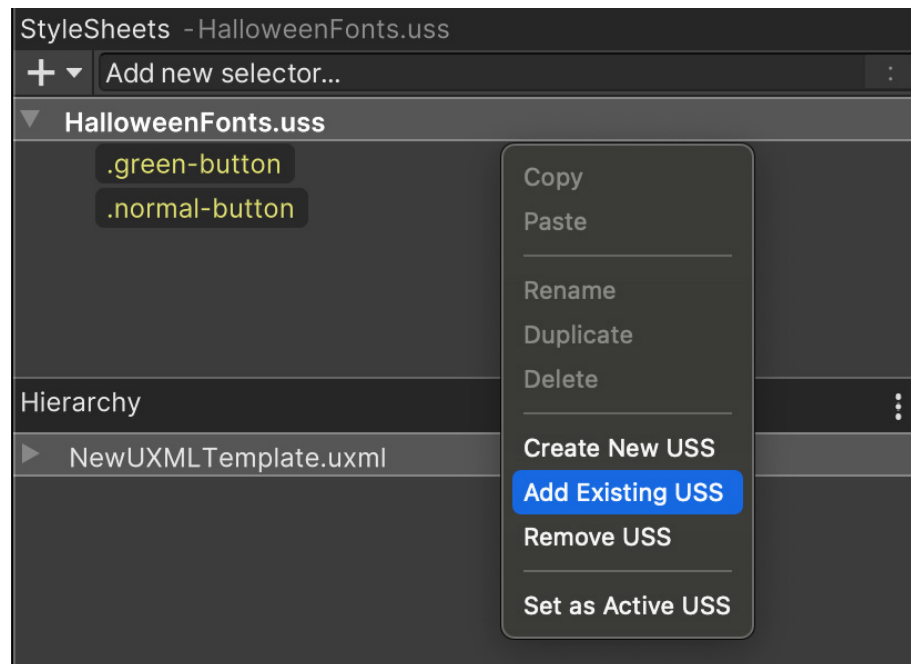 StyleSheets - HalloweenFonts.uss
Add new selector...
HalloweenFonts.uss
.green-button
.normal-button
Copy
Paste
Rename
Duplicate
Delete
Create New USS
Add Existing USS
Remove USS
Set as Active USS
Hierarchy
NewUXMLTemplate.uxml